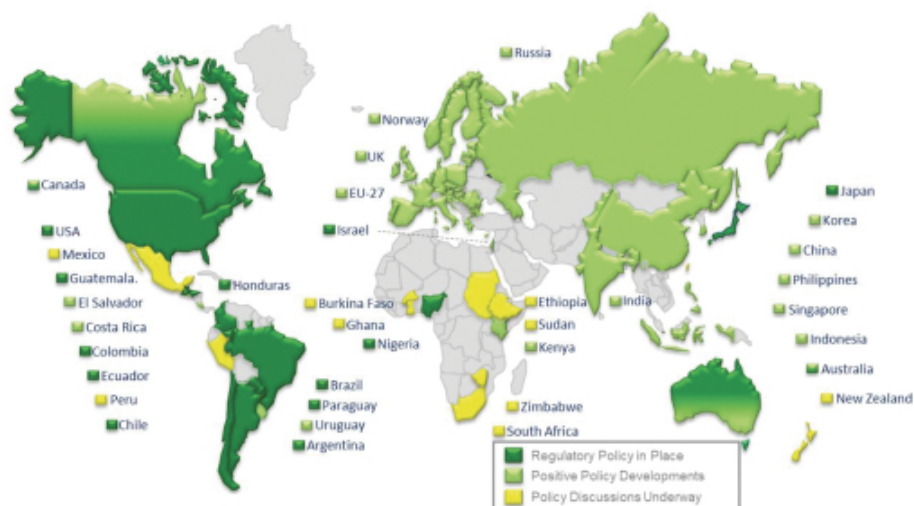 Russia
Norway
UK
EU-27
Israel
Canada
USA
Mexico
Guatemala.
El Salvador
Costa Rica
Colombia
Ecuador
Peru
Chile
Honduras
Brazil
Paraguay
Uruguay
Argentina
Burkina Faso
Ghana
Nigeria
Ethiopia
Sudan
Kenya
Zimbabwe
South Africa
India
Japan
Korea
China
Philippines
Singapore
Indonesia
Australia
New Zealand
Regulatory Policy in Place
Positive Policy Developments
Policy Discussions Underway